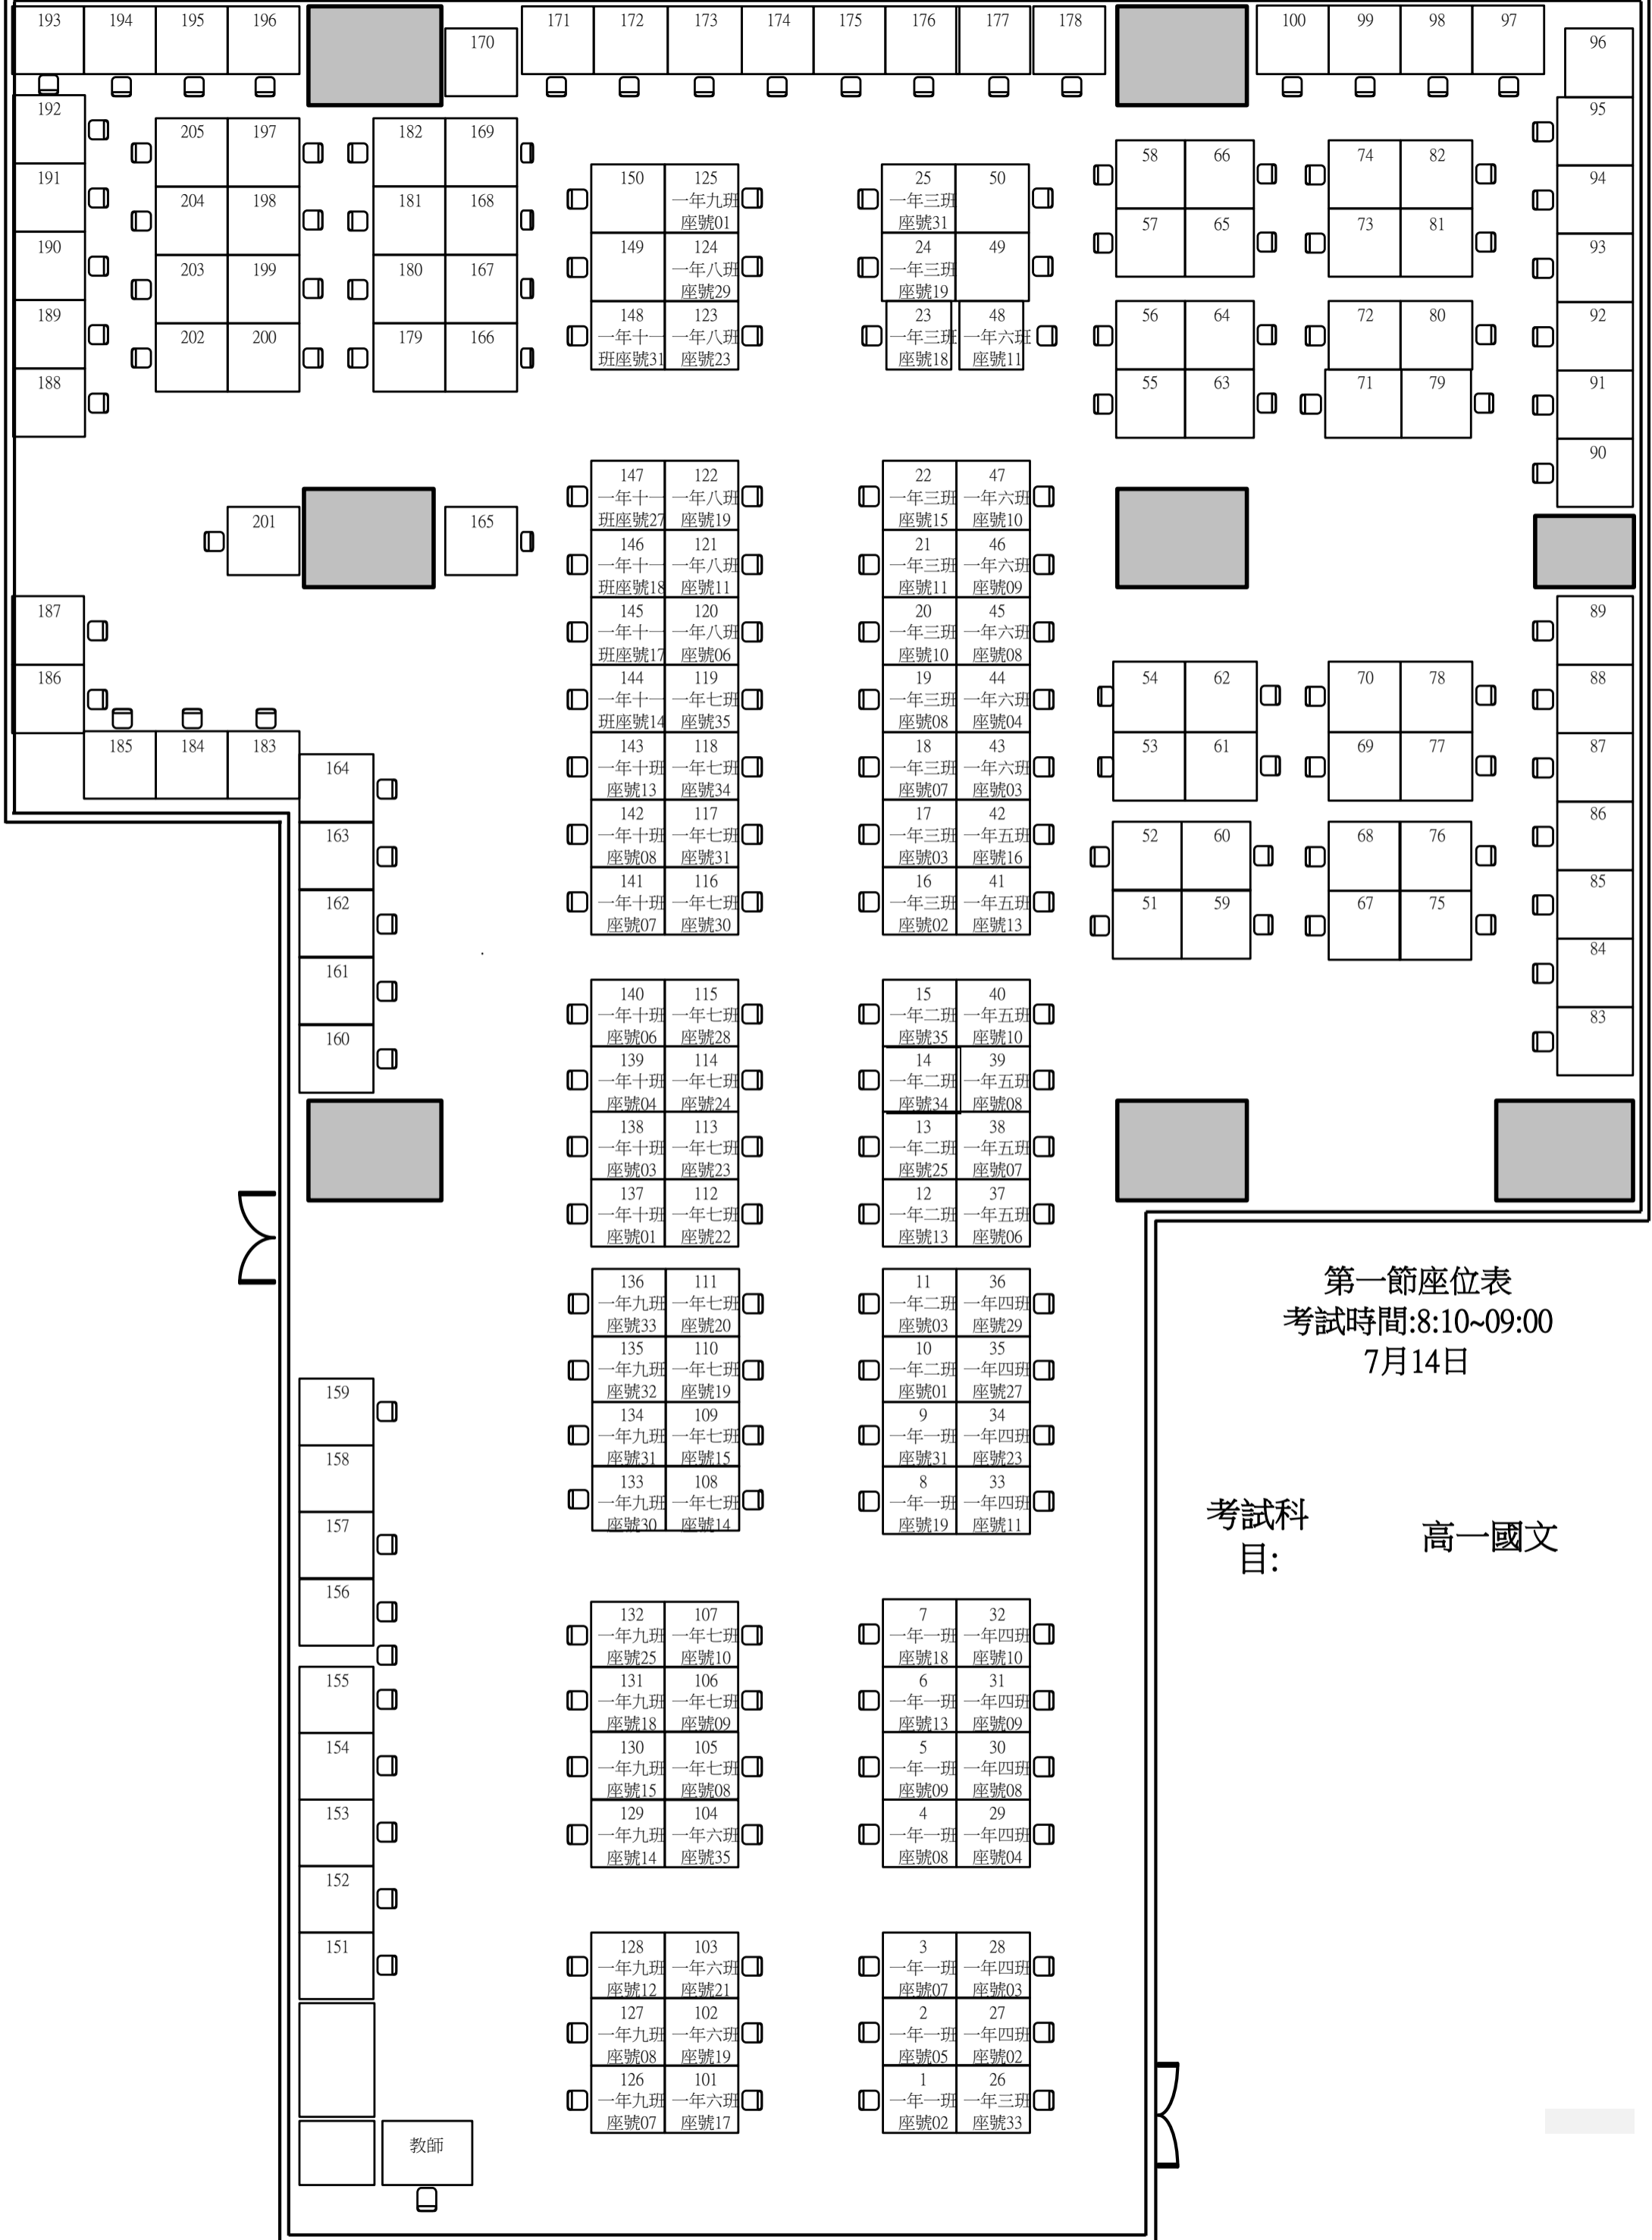 193
194
195
196
170
171
172
173
174
175
176
177
178
100
99
98
97
96
192
191
190
189
188
205
197
204
198
203
199
202
200
182
169
181
168
180
167
179
166
150
125
一年九班
座號01
149
124
一年八班
座號29
148
一年十一
班座號31
123
一年八班
座號23
25
一年三班
座號31
50
24
一年三班
座號19
49
23
一年三班
座號18
48
一年六班
座號11
58
66
57
65
56
64
55
63
74
82
73
81
72
80
71
79
95
94
93
92
91
90
201
165
147
一年十一
班座號27
122
一年八班
座號19
146
一年十一
班座號18
121
一年八班
座號11
145
一年十一
班座號17
120
一年八班
座號06
144
一年十一
班座號14
119
一年七班
座號35
143
一年十班
座號13
118
一年七班
座號34
142
一年十班
座號08
117
一年七班
座號31
141
一年十班
座號07
116
一年七班
座號30
22
一年三班
座號15
47
一年六班
座號10
21
一年三班
座號11
46
一年六班
座號09
20
一年三班
座號10
45
一年六班
座號08
19
一年三班
座號08
44
一年六班
座號04
18
一年三班
座號07
43
一年六班
座號03
17
一年三班
座號03
42
一年五班
座號16
16
一年三班
座號02
41
一年五班
座號13
187
186
185
184
183
164
163
162
161
160
54
62
53
61
52
60
51
59
70
78
69
77
68
76
67
75
89
88
87
86
85
84
83
140
一年十班
座號06
115
一年七班
座號28
139
一年十班
座號04
114
一年七班
座號24
138
一年十班
座號03
113
一年七班
座號23
137
一年十班
座號01
112
一年七班
座號22
15
一年二班
座號35
40
一年五班
座號10
14
一年二班
座號34
39
一年五班
座號08
13
一年二班
座號25
38
一年五班
座號07
12
一年二班
座號13
37
一年五班
座號06
136
一年九班
座號33
111
一年七班
座號20
135
一年九班
座號32
110
一年七班
座號19
134
一年九班
座號31
109
一年七班
座號15
133
一年九班
座號30
108
一年七班
座號14
11
一年二班
座號03
36
一年四班
座號29
10
一年二班
座號01
35
一年四班
座號27
9
一年一班
座號31
34
一年四班
座號23
8
一年一班
座號19
33
一年四班
座號11
第一節座位表
考試時間:8:10~09:00
7月14日
考試科
目:
高一國文
159
158
157
156
155
154
153
152
151
132
一年九班
座號25
107
一年七班
座號10
131
一年九班
座號18
106
一年七班
座號09
130
一年九班
座號15
105
一年七班
座號08
129
一年九班
座號14
104
一年六班
座號35
7
一年一班
座號18
32
一年四班
座號10
6
一年一班
座號13
31
一年四班
座號09
5
一年一班
座號09
30
一年四班
座號08
4
一年一班
座號08
29
一年四班
座號04
128
一年九班
座號12
103
一年六班
座號21
127
一年九班
座號08
102
一年六班
座號19
126
一年九班
座號07
101
一年六班
座號17
3
一年一班
座號07
28
一年四班
座號03
2
一年一班
座號05
27
一年四班
座號02
1
一年一班
座號02
26
一年三班
座號33
教師